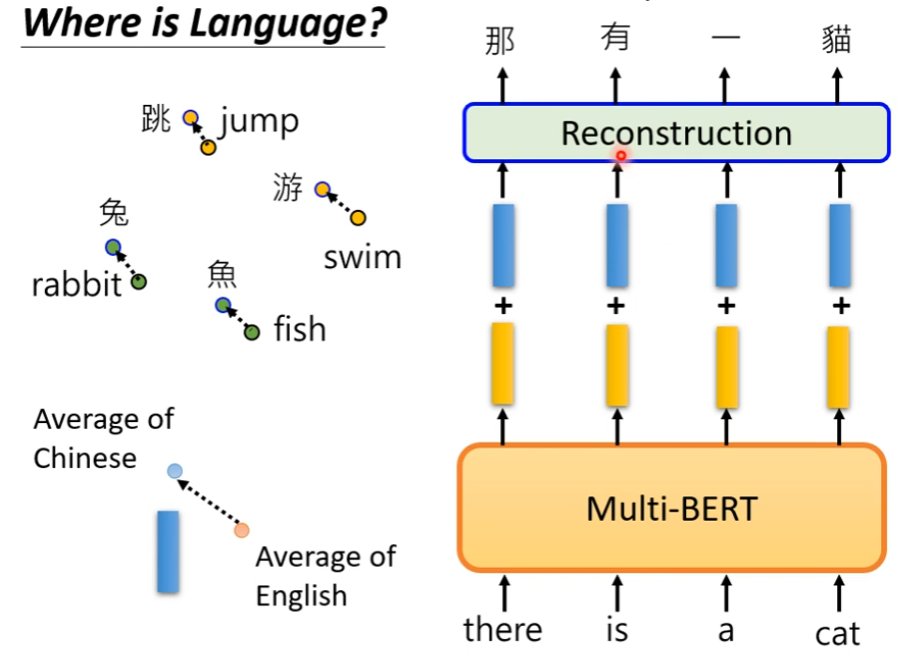 Where is Language?
跳 jump
游
swim
兔
rabbit
魚
fish
Average of
Chinese
Average of
English
那 有 一 貓
Reconstruction
+ + + +
Multi-BERT
there is a cat